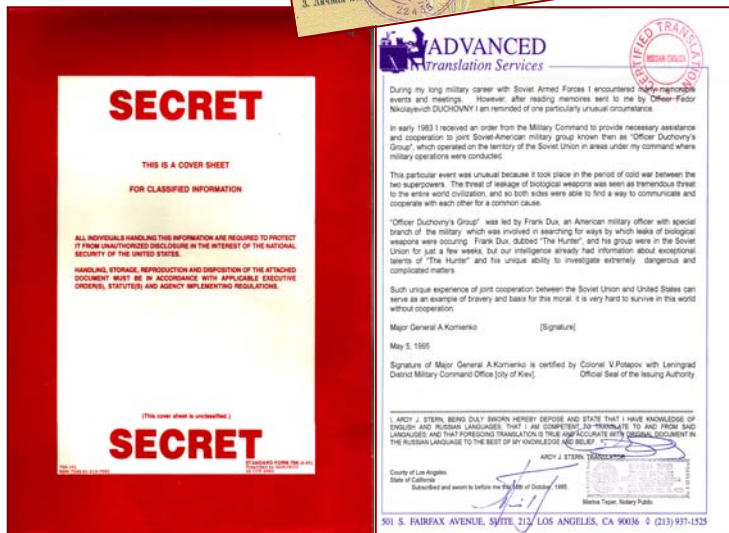 22435
SECRET
THIS IS A COVER SHEET
FOR CLASSIFIED INFORMATION
ALL INDIVIDUALS HANDLING THIS INFORMATION ARE REQUIRED TO PROTECT
IT FROM UNAUTHORIZED DISCLOSURE IN THE INTEREST OF THE NATIONAL
SECURITY OF THE UNITED STATES.
HANDLING, STORAGE, REPRODUCTION AND DISPOSITION OF THE ATTACHED
DOCUMENT MUST BE IN ACCORDANCE WITH APPLICABLE EXECUTIVE
ORDER(S), STATUTE(S) AND AGENCY IMPLEMENTING REGULATIONS.
(This cover sheet is unclassified.)
SECRET
ADVANCED
Translation Services
CERTIFIED TRANSLATION
RUSSIAN-ENGLISH
During my long military career with Soviet Armed Forces I encountered many memorable
events and meetings. However, after reading memoires sent to me by Officer Fedor
Nikolayevich DUCHOVNY I am reminded of one particularly unusual circumstance.
In early 1983 I received an order from the Military Command to provide necessary assistance
and cooperation to joint Soviet-American military group known then as "Officer Duchovny's
Group", which operated on the territory of the Soviet Union in areas under my command where
military operations were conducted.
This particular event was unusual because it took place in the period of cold war between the
two superpowers. The threat of leakage of biological weapons was seen as tremendous threat
to the entire world civilization, and so both sides were able to find a way to communicate and
cooperate with each other for a common cause.
"Officer Duchovny's Group" was led by Frank Dux, an American military officer with special
branch of the military which was involved in searching for ways by which leaks of biological
weapons were occuring. Frank Dux, dubbed "The Hunter", and his group were in the Soviet
Union for just a few weeks, but our intelligence already had information about exceptional
talents of "The Hunter" and his unique ability to investigate extremely dangerous and
complicated matters.
Such unique experience of joint cooperation between the Soviet Union and United States can
serve as an example of bravery and basis for this moral: it is very hard to survive in this world
without cooperation.
Major General A.Kornienko [Signature]
May 5, 1995
Signature of Major General A.Kornienko is certified by Colonel V.Potapov with Leningrad
District Military Command Office [city of Kiev]. Official Seal of the Issuing Authority
I, ARDY J. STERN, BEING DULY SWORN HEREBY DEPOSE AND STATE THAT I HAVE KNOWLEDGE OF
ENGLISH AND RUSSIAN LANGUAGES; THAT I AM COMPETENT TO TRANSLATE TO AND FROM SAID
LANGAUGES; AND THAT FORESGOING TRANSLATION IS TRUE AND ACCURATE WITH ORIGINAL DOCUMENT IN
THE RUSSIAN LANGUAGE TO THE BEST OF MY KNOWLEDGE AND BELIEF.
ARDY J. STERN, TRANSLATOR
County of Los Angeles
State of California
Subscribed and sworn to before me this 18th of October, 1995.
Marina Teper, Notary Public
501 S. FAIRFAX AVENUE, SUITE 212, LOS ANGELES, CA 90036 ◊ (213) 937-1525